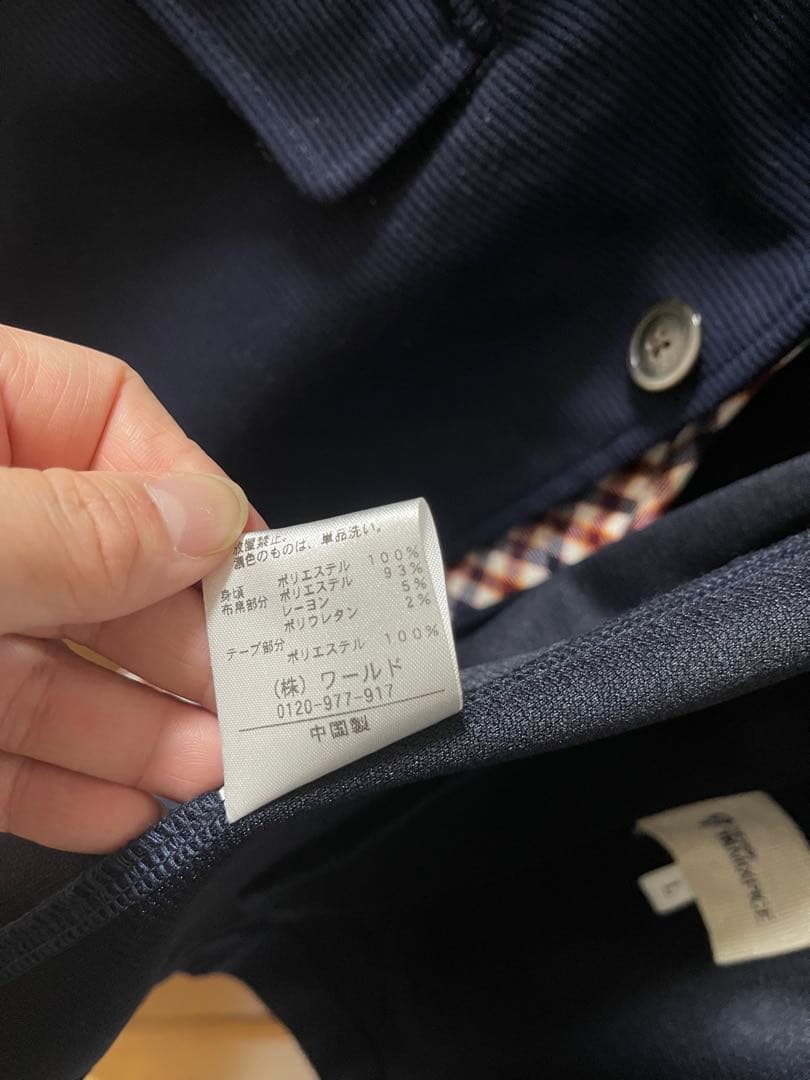 放置禁止。
濃色のものは、単品洗い。
身頃 ポリエステル 100%
布帛部分 ポリエステル 93%
レーヨン 5%
ポリウレタン 2%
テープ部分
ポリエステル 100%
(株) ワールド
0120-977-917
中国製
L